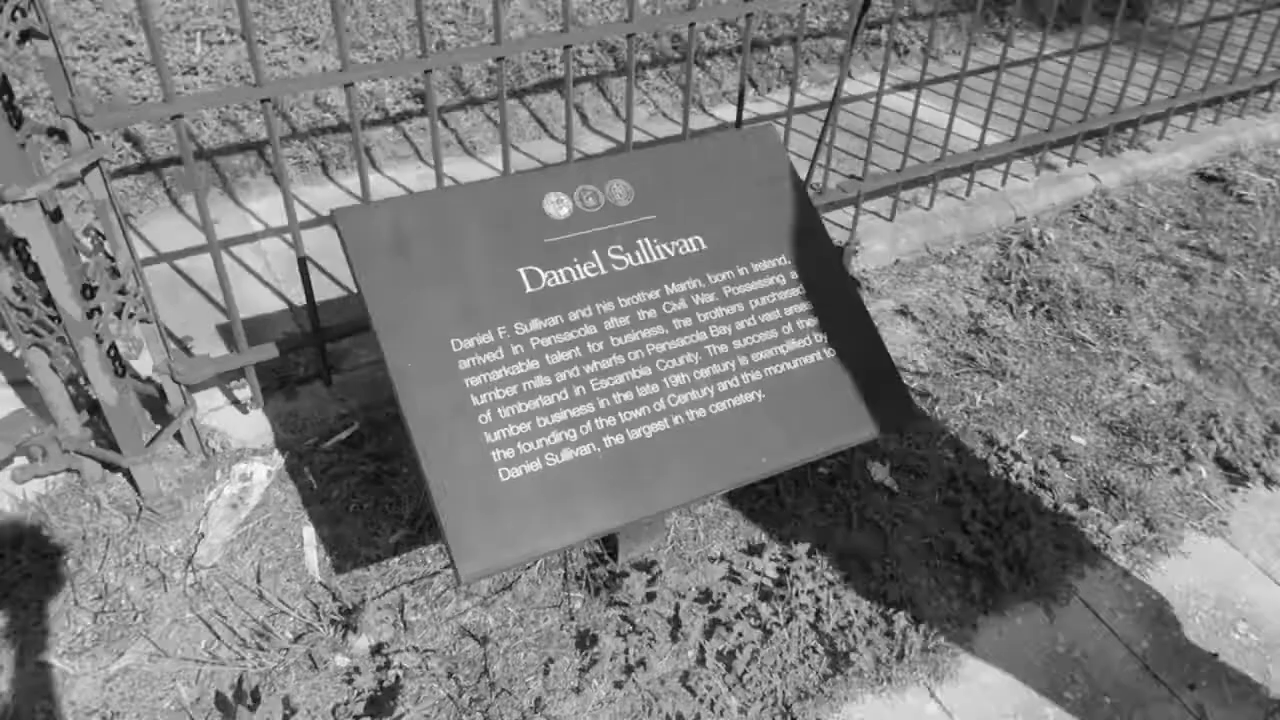 Daniel Sullivan
Daniel F. Sullivan and his brother Martin, born in Ireland,
arrived in Pensacola after the Civil War. Possessing a
remarkable talent for business, the brothers purchased
lumber mills and wharfs on Pensacola Bay and vast areas
of timberland in Escambia County. The success of their
lumber business in the late 19th century is examplified by
the founding of the town of Century and this monument to
Daniel Sullivan, the largest in the cemetery.